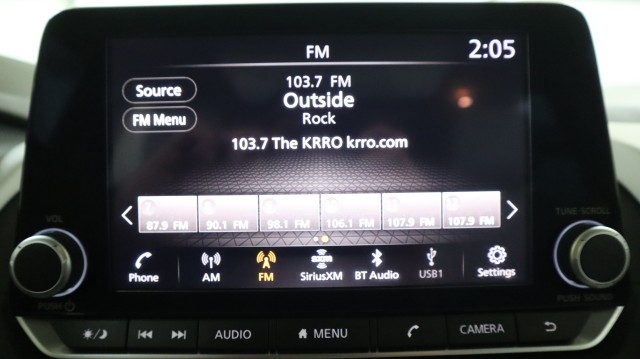 FM 2:05
Source
FM Menu
103.7 FM
Outside
Rock
103.7 The KRRO krro.com
87.9 FM 90.1 FM 98.1 FM 106.1 FM 107.9 FM 107.9 FM
Phone AM FM SiriusXM BT Audio USB1 Settings
VOL
PUSH
TUNE·SCROLL
PUSH SOUND
AUDIO MENU CAMERA